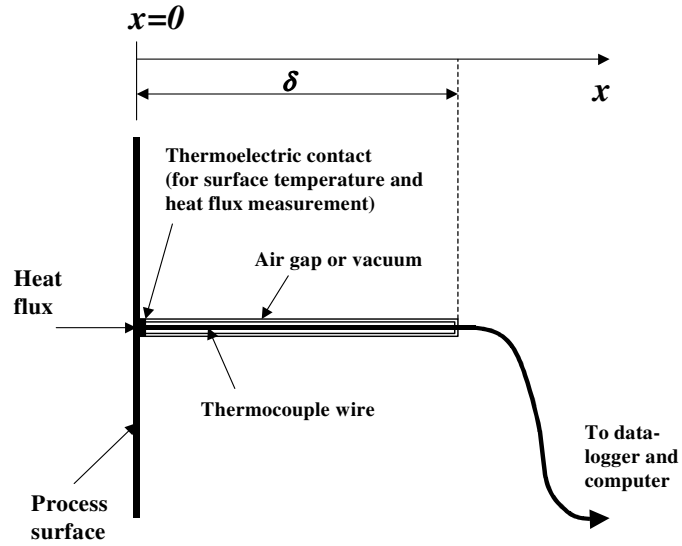 x=0
δ
x
Thermoelectric contact
(for surface temperature and
heat flux measurement)
Air gap or vacuum
Heat
flux
Thermocouple wire
To data-
logger and
computer
Process
surface